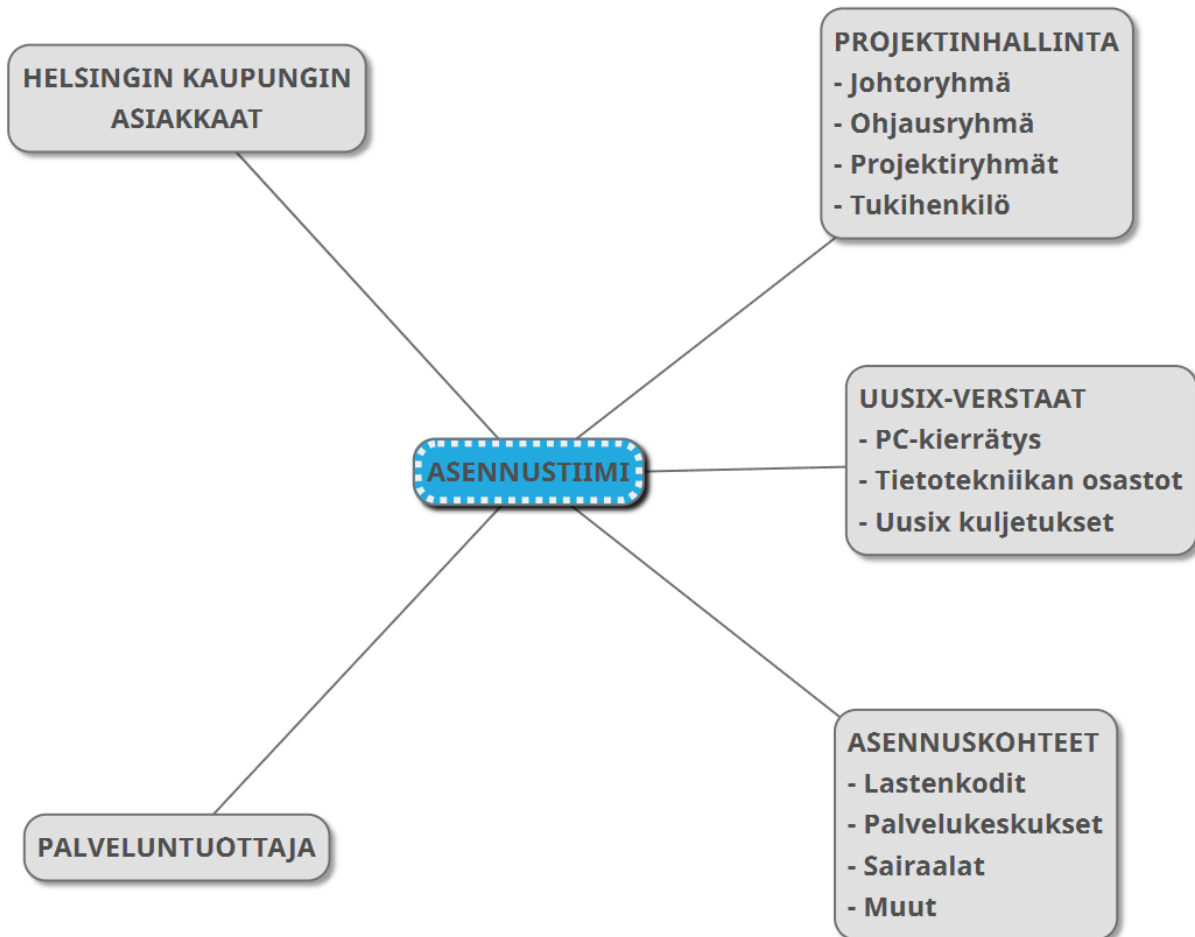 HELSINGIN KAUPUNGIN
ASIAKKAAT
PROJEKTINHALLINTA
- Johtoryhmä
- Ohjausryhmä
- Projektiryhmät
- Tukihenkilö
UUSIX-VERSTAAT
- PC-kierrätys
- Tietotekniikan osastot
- Uusix kuljetukset
ASENNUSTIIMI
ASENNUSKOHTEET
- Lastenkodit
- Palvelukeskukset
- Sairaalat
- Muut
PALVELUNTUOTTAJA